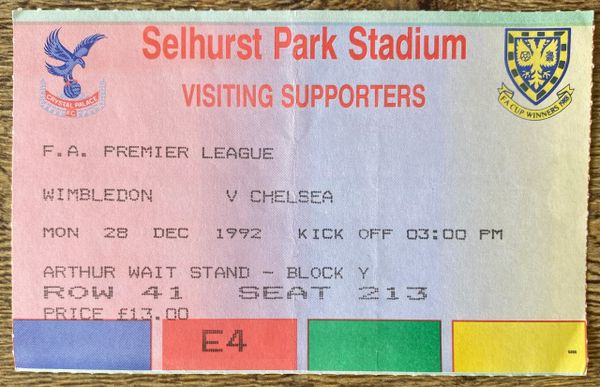 Selhurst Park Stadium
VISITING SUPPORTERS
CRYSTAL PALACE
F.C.
F.A. CUP WINNERS 1988
F.A. PREMIER LEAGUE
WIMBLEDON V CHELSEA
MON 28 DEC 1992 KICK OFF 03:00 PM
ARTHUR WAIT STAND - BLOCK Y
ROW 41 SEAT 213
PRICE £13.00
E4